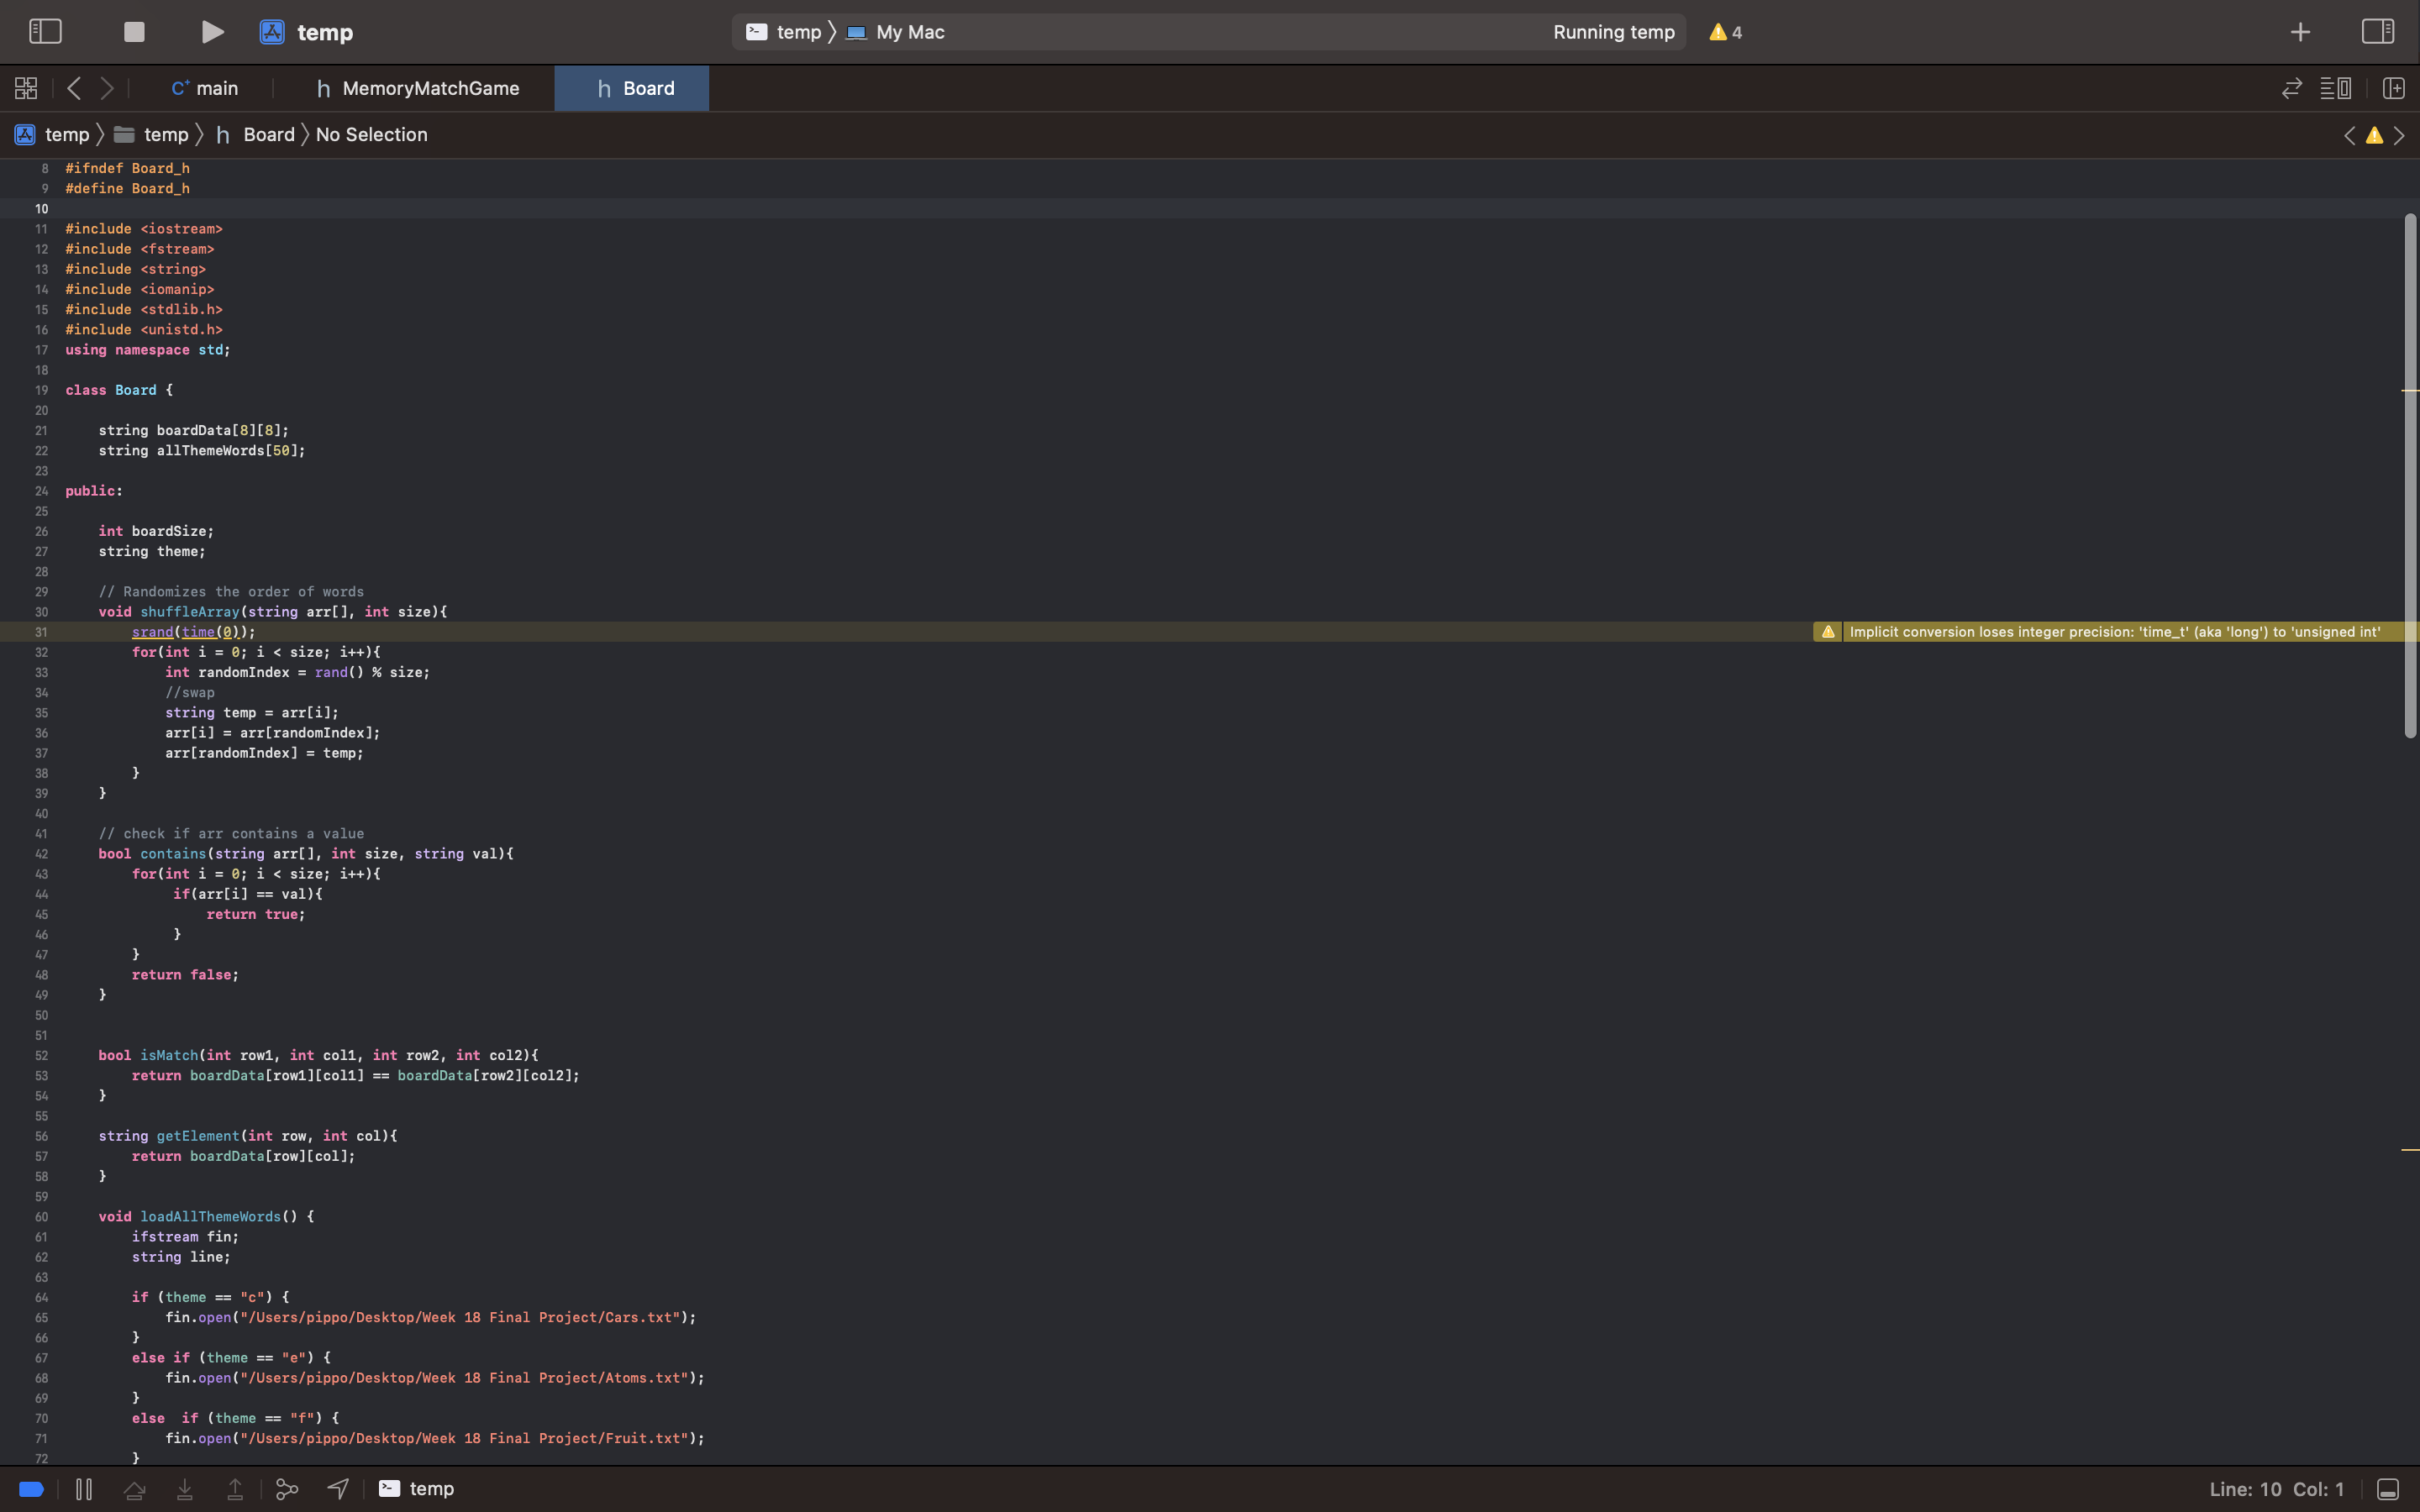 temp
temp 〉 My Mac
Running temp
4
C+ main
h MemoryMatchGame
h Board
temp 〉 temp 〉 h Board 〉 No Selection
8 #ifndef Board_h
9 #define Board_h
10
11 #include <iostream>
12 #include <fstream>
13 #include <string>
14 #include <iomanip>
15 #include <stdlib.h>
16 #include <unistd.h>
17 using namespace std;
18
19 class Board {
20
21     string boardData[8][8];
22     string allThemeWords[50];
23
24 public:
25
26     int boardSize;
27     string theme;
28
29     // Randomizes the order of words
30     void shuffleArray(string arr[], int size){
31         srand(time(0));
Implicit conversion loses integer precision: 'time_t' (aka 'long') to 'unsigned int'
32         for(int i = 0; i < size; i++){
33             int randomIndex = rand() % size;
34             //swap
35             string temp = arr[i];
36             arr[i] = arr[randomIndex];
37             arr[randomIndex] = temp;
38         }
39     }
40
41     // check if arr contains a value
42     bool contains(string arr[], int size, string val){
43         for(int i = 0; i < size; i++){
44              if(arr[i] == val){
45                  return true;
46              }
47         }
48         return false;
49     }
50
51
52     bool isMatch(int row1, int col1, int row2, int col2){
53         return boardData[row1][col1] == boardData[row2][col2];
54     }
55
56     string getElement(int row, int col){
57         return boardData[row][col];
58     }
59
60     void loadAllThemeWords() {
61         ifstream fin;
62         string line;
63
64         if (theme == "c") {
65             fin.open("/Users/pippo/Desktop/Week 18 Final Project/Cars.txt");
66         }
67         else if (theme == "e") {
68             fin.open("/Users/pippo/Desktop/Week 18 Final Project/Atoms.txt");
69         }
70         else  if (theme == "f") {
71             fin.open("/Users/pippo/Desktop/Week 18 Final Project/Fruit.txt");
72         }
temp
Line: 10 Col: 1